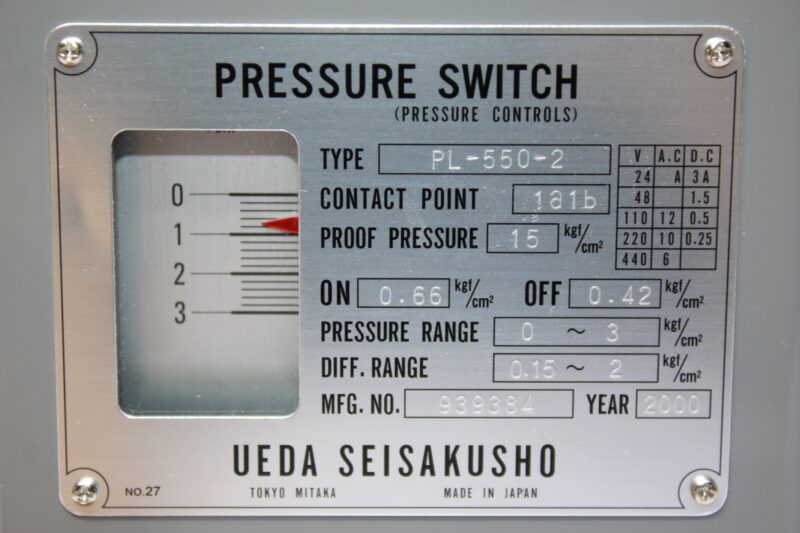 PRESSURE SWITCH
(PRESSURE CONTROLS)
0
1
2
3
TYPE PL-550-2
CONTACT POINT 1a1b
PROOF PRESSURE 15 kgf/cm²
V A.C D.C
24 A 3A
48 1.5
110 12 0.5
220 10 0.25
440 6
ON 0.66 kgf/cm² OFF 0.42 kgf/cm²
PRESSURE RANGE 0 ~ 3 kgf/cm²
DIFF. RANGE 0.15 ~ 2 kgf/cm²
MFG. NO. 939384 YEAR 2000
UEDA SEISAKUSHO
NO.27 TOKYO MITAKA MADE IN JAPAN